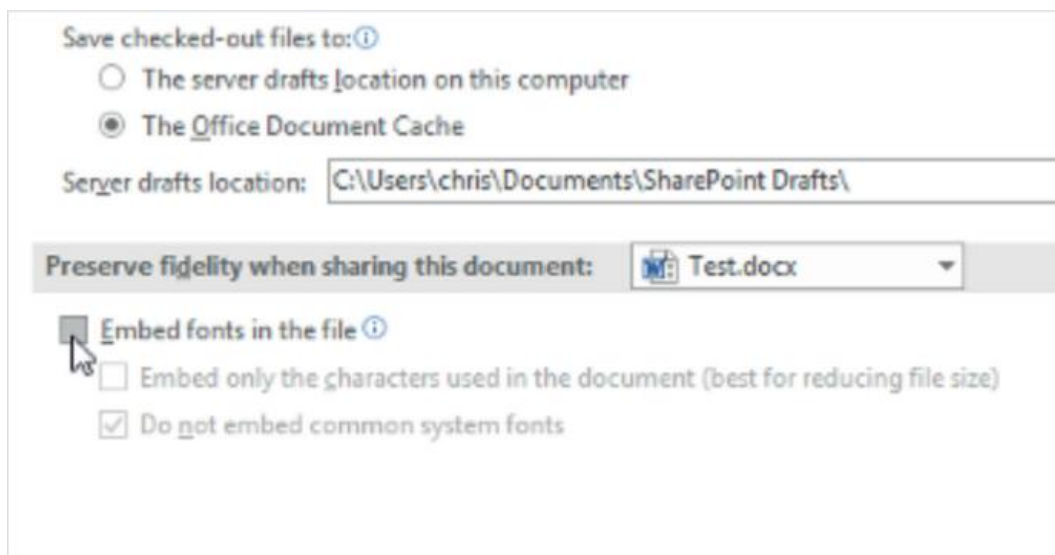 Save checked-out files to:
The server drafts location on this computer
The Office Document Cache
Server drafts location: C:\Users\chris\Documents\SharePoint Drafts\
Preserve fidelity when sharing this document: Test.docx
Embed fonts in the file
Embed only the characters used in the document (best for reducing file size)
Do not embed common system fonts